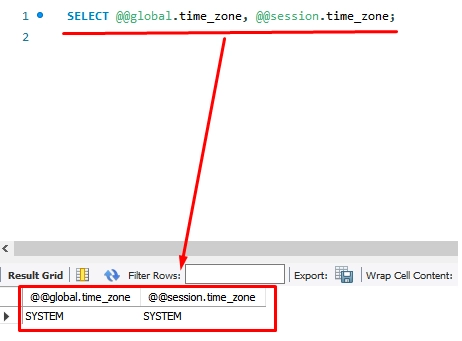 1 SELECT @@global.time_zone, @@session.time_zone;
2
Result Grid Filter Rows: Export: Wrap Cell Content:
@@global.time_zone @@session.time_zone
SYSTEM SYSTEM